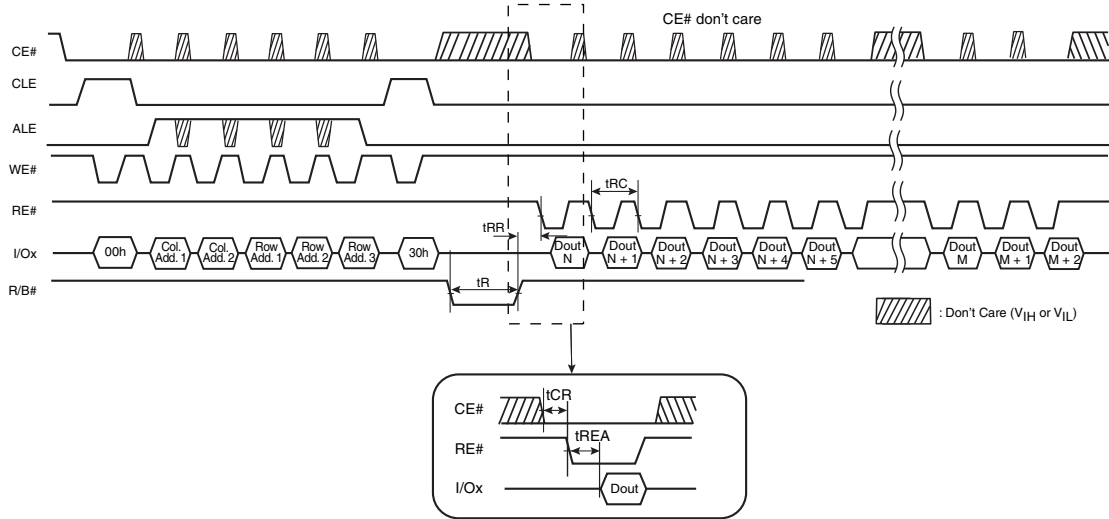 CE# don't care
CE#
CLE
ALE
WE#
RE#
tRC
tRR
I/Ox
00h
Col. Add. 1
Col. Add. 2
Row Add. 1
Row Add. 2
Row Add. 3
30h
Dout N
Dout N + 1
Dout N + 2
Dout N + 3
Dout N + 4
Dout N + 5
Dout M
Dout M + 1
Dout M + 2
R/B#
tR
: Don't Care (VIH or VIL)
tCR
CE#
tREA
RE#
I/Ox
Dout